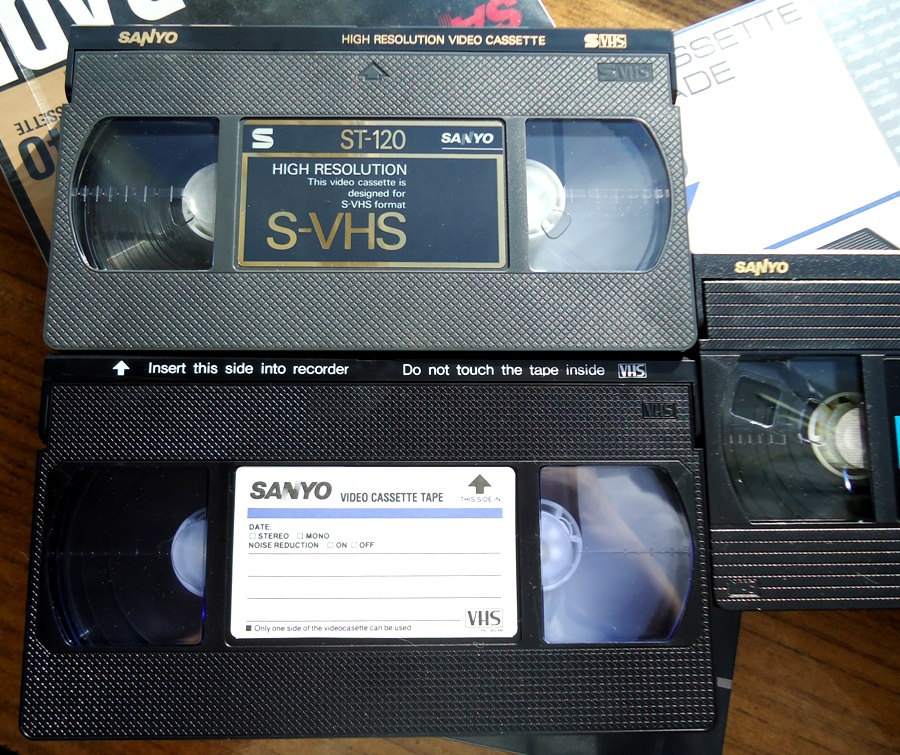 SANYO HIGH RESOLUTION VIDEO CASSETTE S VHS
S VHS
S ST-120 SANYO
HIGH RESOLUTION
This video cassette is
designed for
S-VHS format
S-VHS
SSETTE
ADE
SANYO
Insert this side into recorder Do not touch the tape inside VHS
VHS
SANYO VIDEO CASSETTE TAPE
THIS SIDE IN
DATE:
□ STEREO □ MONO
NOISE REDUCTION □ ON □ OFF
■ Only one side of the videocasette can be used
VHS